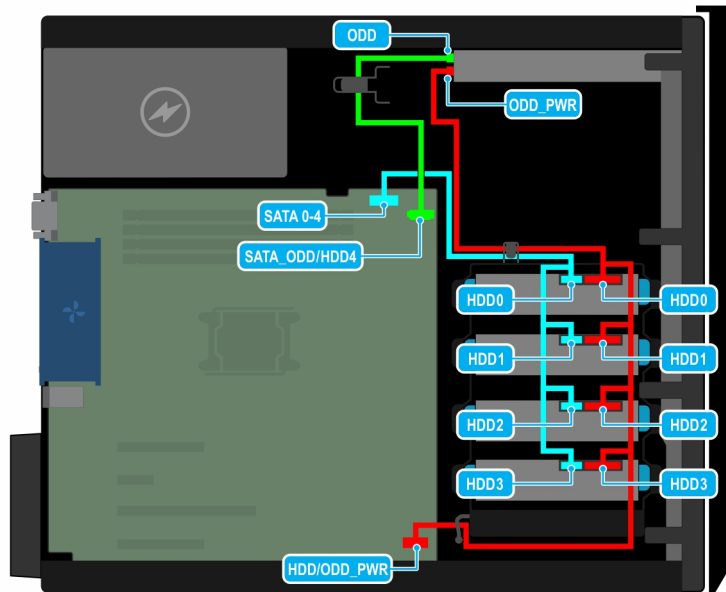 ODD
ODD_PWR
SATA 0-4
SATA_ODD/HDD4
HDD0
HDD0
HDD1
HDD1
HDD2
HDD2
HDD3
HDD3
HDD/ODD_PWR